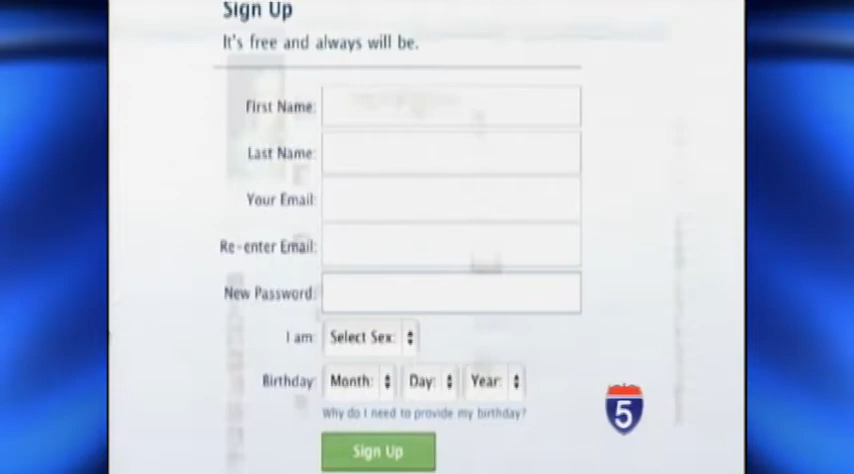 Sign Up
It's free and always will be.
First Name:
Last Name:
Your Email:
Re-enter Email:
New Password:
I am: Select Sex:
Birthday: Month: Day: Year:
Why do I need to provide my birthday?
Sign Up
5